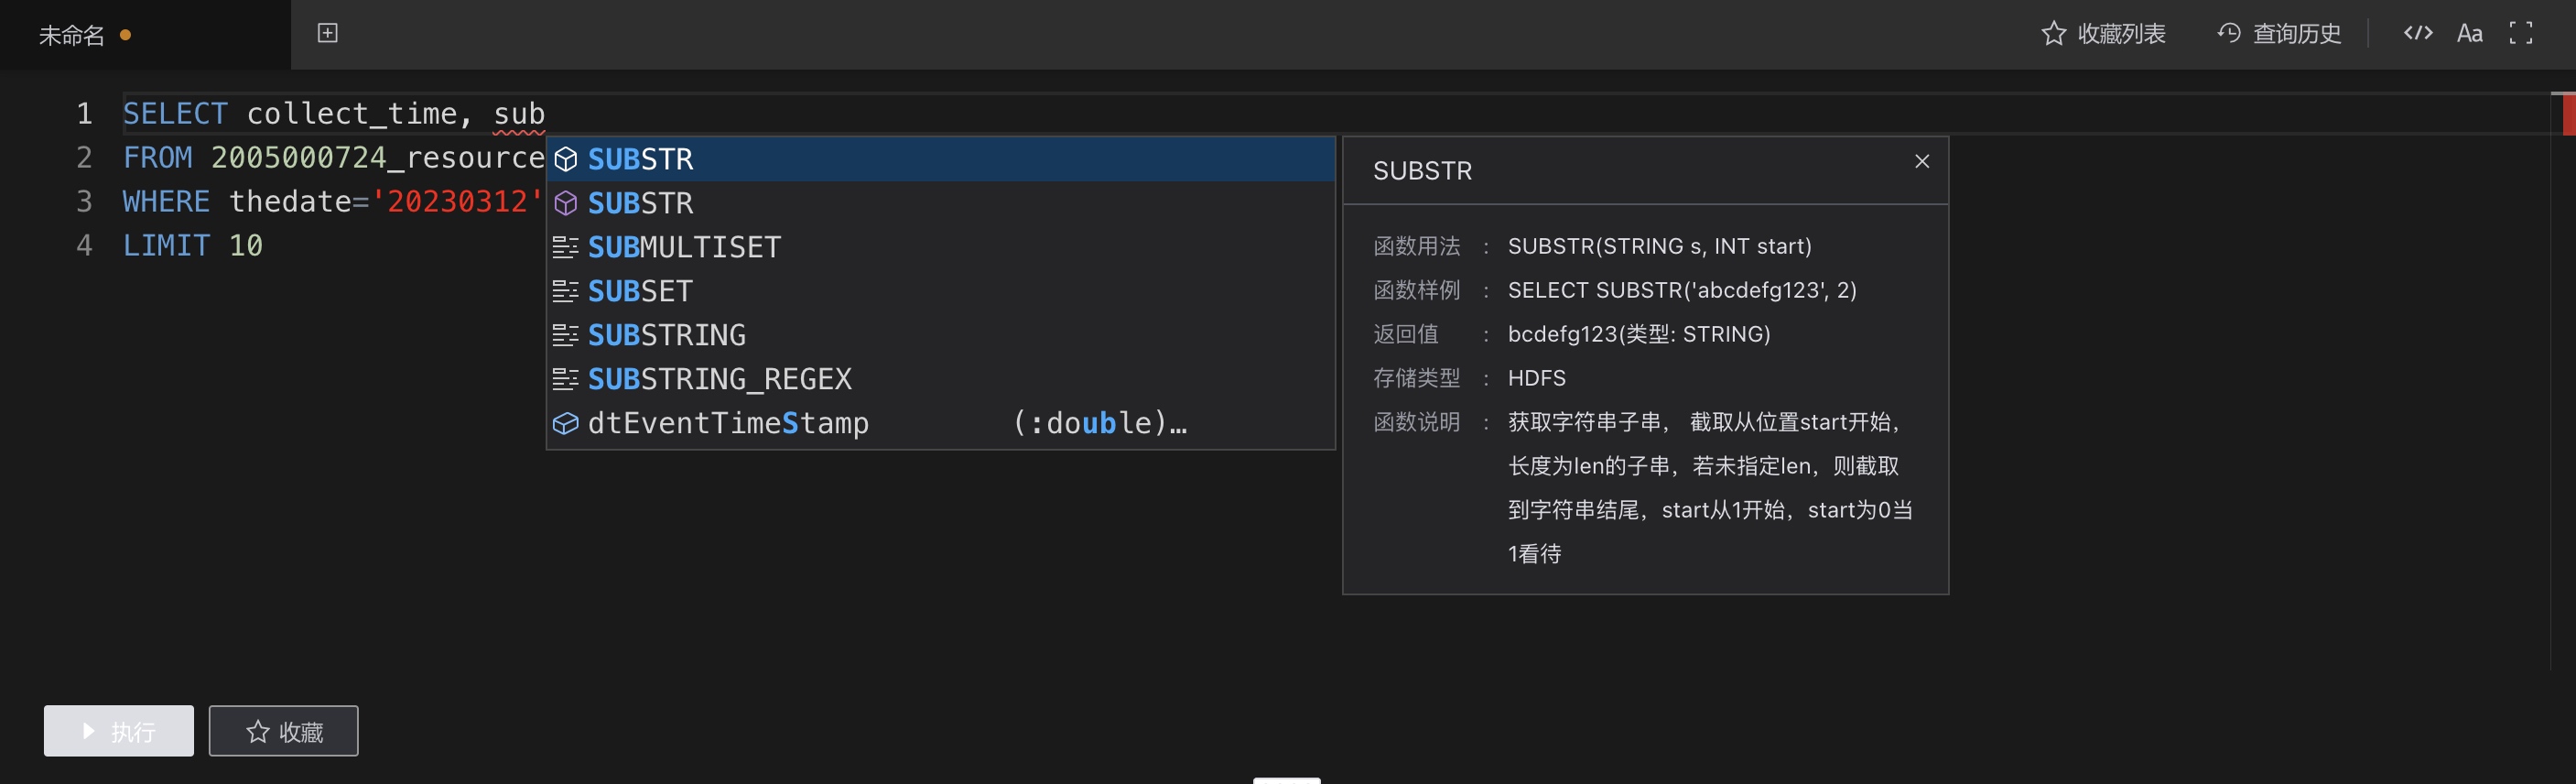 未命名
收藏列表 查询历史 </> Aa
1 SELECT collect_time, sub
2 FROM 2005000724_resource
3 WHERE thedate='20230312'
4 LIMIT 10
SUBSTR
SUBSTR
SUBMULTISET
SUBSET
SUBSTRING
SUBSTRING_REGEX
dtEventTimeStamp (:double)…
SUBSTR
函数用法 : SUBSTR(STRING s, INT start)
函数样例 : SELECT SUBSTR('abcdefg123', 2)
返回值 : bcdefg123(类型: STRING)
存储类型 : HDFS
函数说明 : 获取字符串子串， 截取从位置start开始，
长度为len的子串，若未指定len，则截取
到字符串结尾，start从1开始，start为0当
1看待
执行 收藏